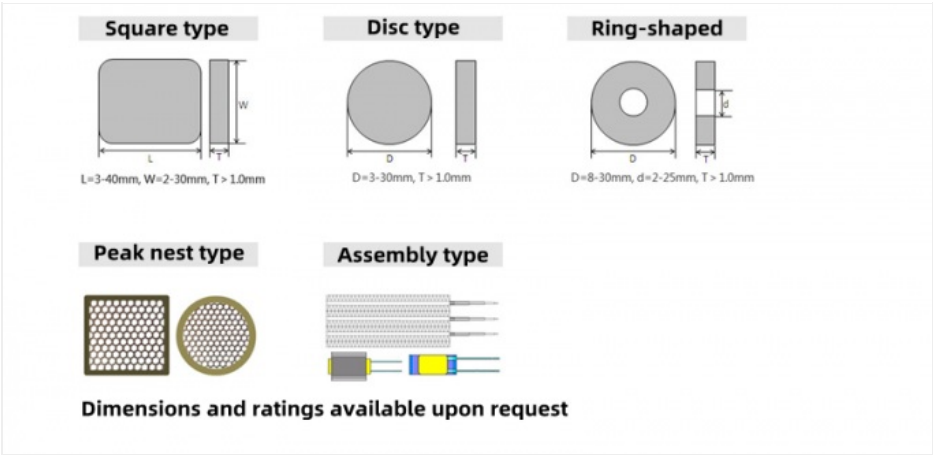 Square type
Disc type
Ring-shaped
W
d
L
T
D
T
D
T
L=3-40mm, W=2-30mm, T > 1.0mm
D=3-30mm, T > 1.0mm
D=8-30mm, d=2-25mm, T > 1.0mm
Peak nest type
Assembly type
Dimensions and ratings available upon request